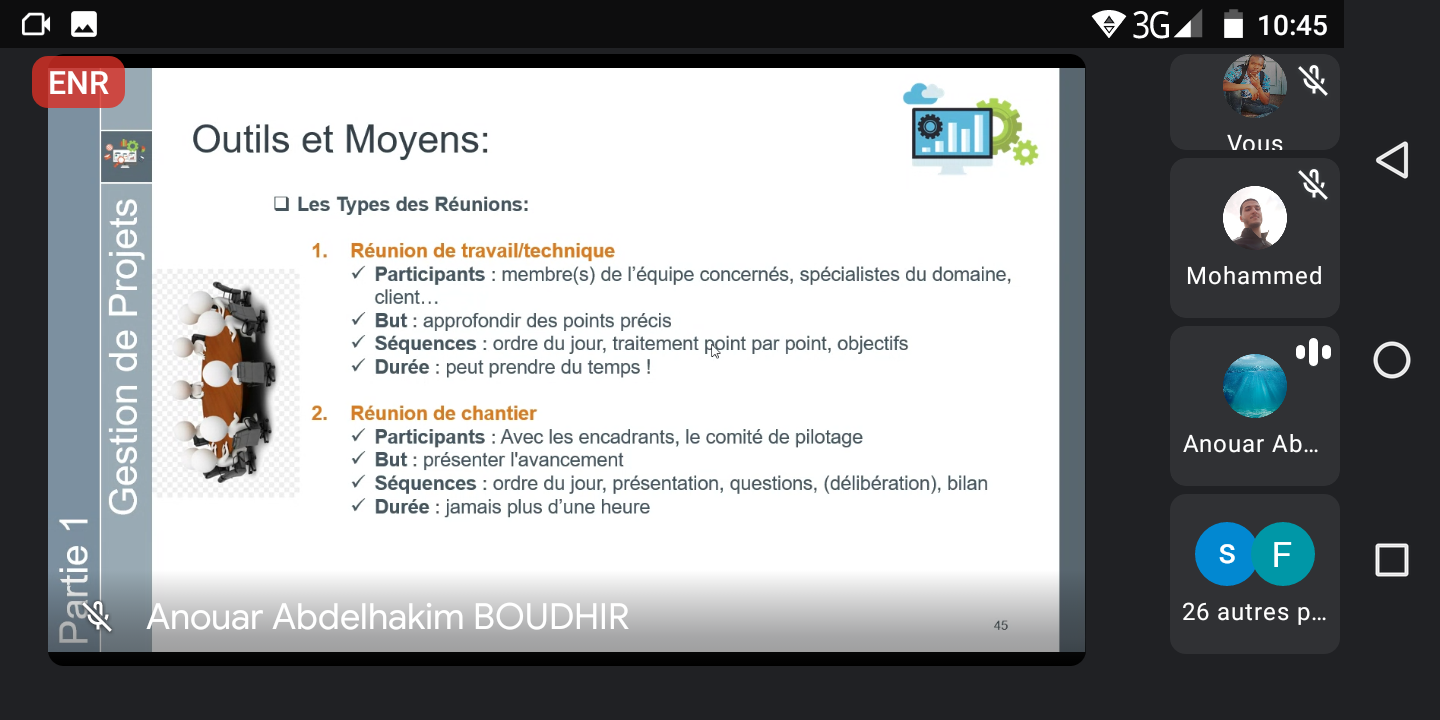 3G 10:45
ENR
Outils et Moyens:
❑ Les Types des Réunions:
1. Réunion de travail/technique
✓ Participants : membre(s) de l'équipe concernés, spécialistes du domaine,
client…
✓ But : approfondir des points précis
✓ Séquences : ordre du jour, traitement point par point, objectifs
✓ Durée : peut prendre du temps !
2. Réunion de chantier
✓ Participants : Avec les encadrants, le comité de pilotage
✓ But : présenter l'avancement
✓ Séquences : ordre du jour, présentation, questions, (délibération), bilan
✓ Durée : jamais plus d'une heure
Partie 1
Gestion de Projets
Anouar Abdelhakim BOUDHIR
45
Vous
Mohammed
Anouar Ab…
S F
26 autres p…